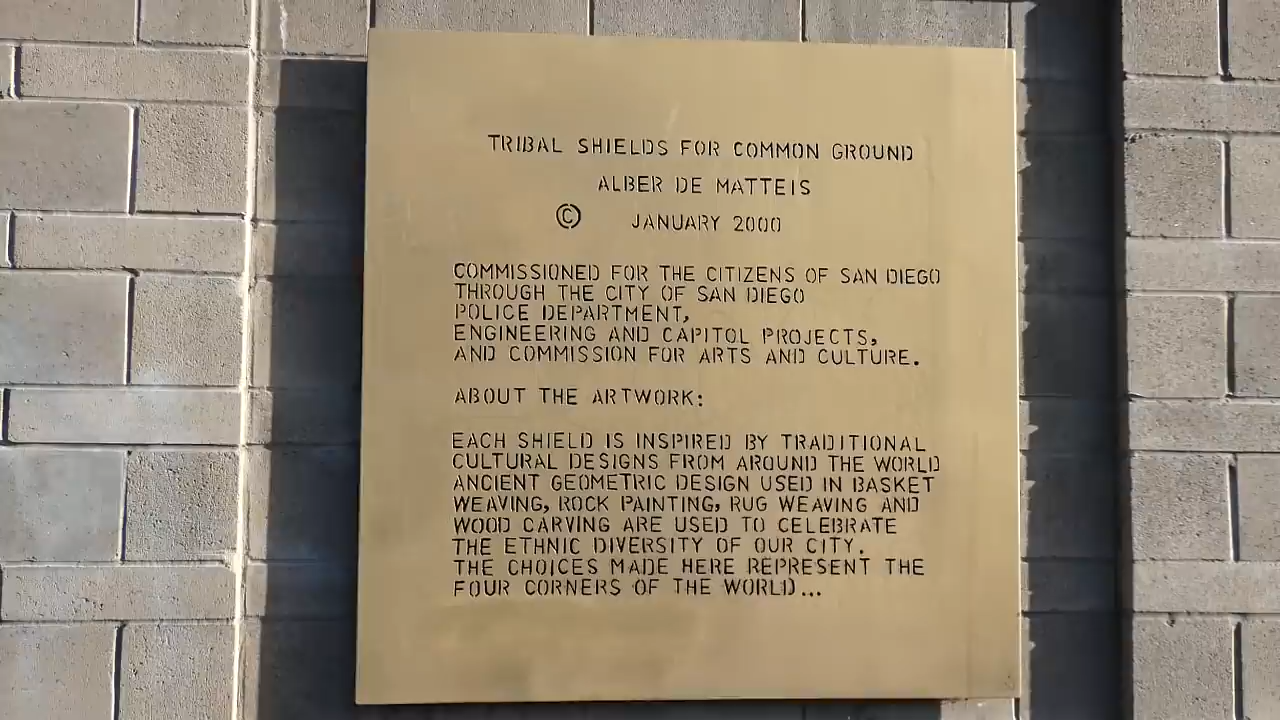 TRIBAL SHIELDS FOR COMMON GROUND
ALBER DE MATTEIS
© JANUARY 2000
COMMISSIONED FOR THE CITIZENS OF SAN DIEGO
THROUGH THE CITY OF SAN DIEGO
POLICE DEPARTMENT,
ENGINEERING AND CAPITOL PROJECTS,
AND COMMISSION FOR ARTS AND CULTURE.
ABOUT THE ARTWORK:
EACH SHIELD IS INSPIRED BY TRADITIONAL
CULTURAL DESIGNS FROM AROUND THE WORLD
ANCIENT GEOMETRIC DESIGN USED IN BASKET
WEAVING, ROCK PAINTING, RUG WEAVING AND
WOOD CARVING ARE USED TO CELEBRATE
THE ETHNIC DIVERSITY OF OUR CITY.
THE CHOICES MADE HERE REPRESENT THE
FOUR CORNERS OF THE WORLD...